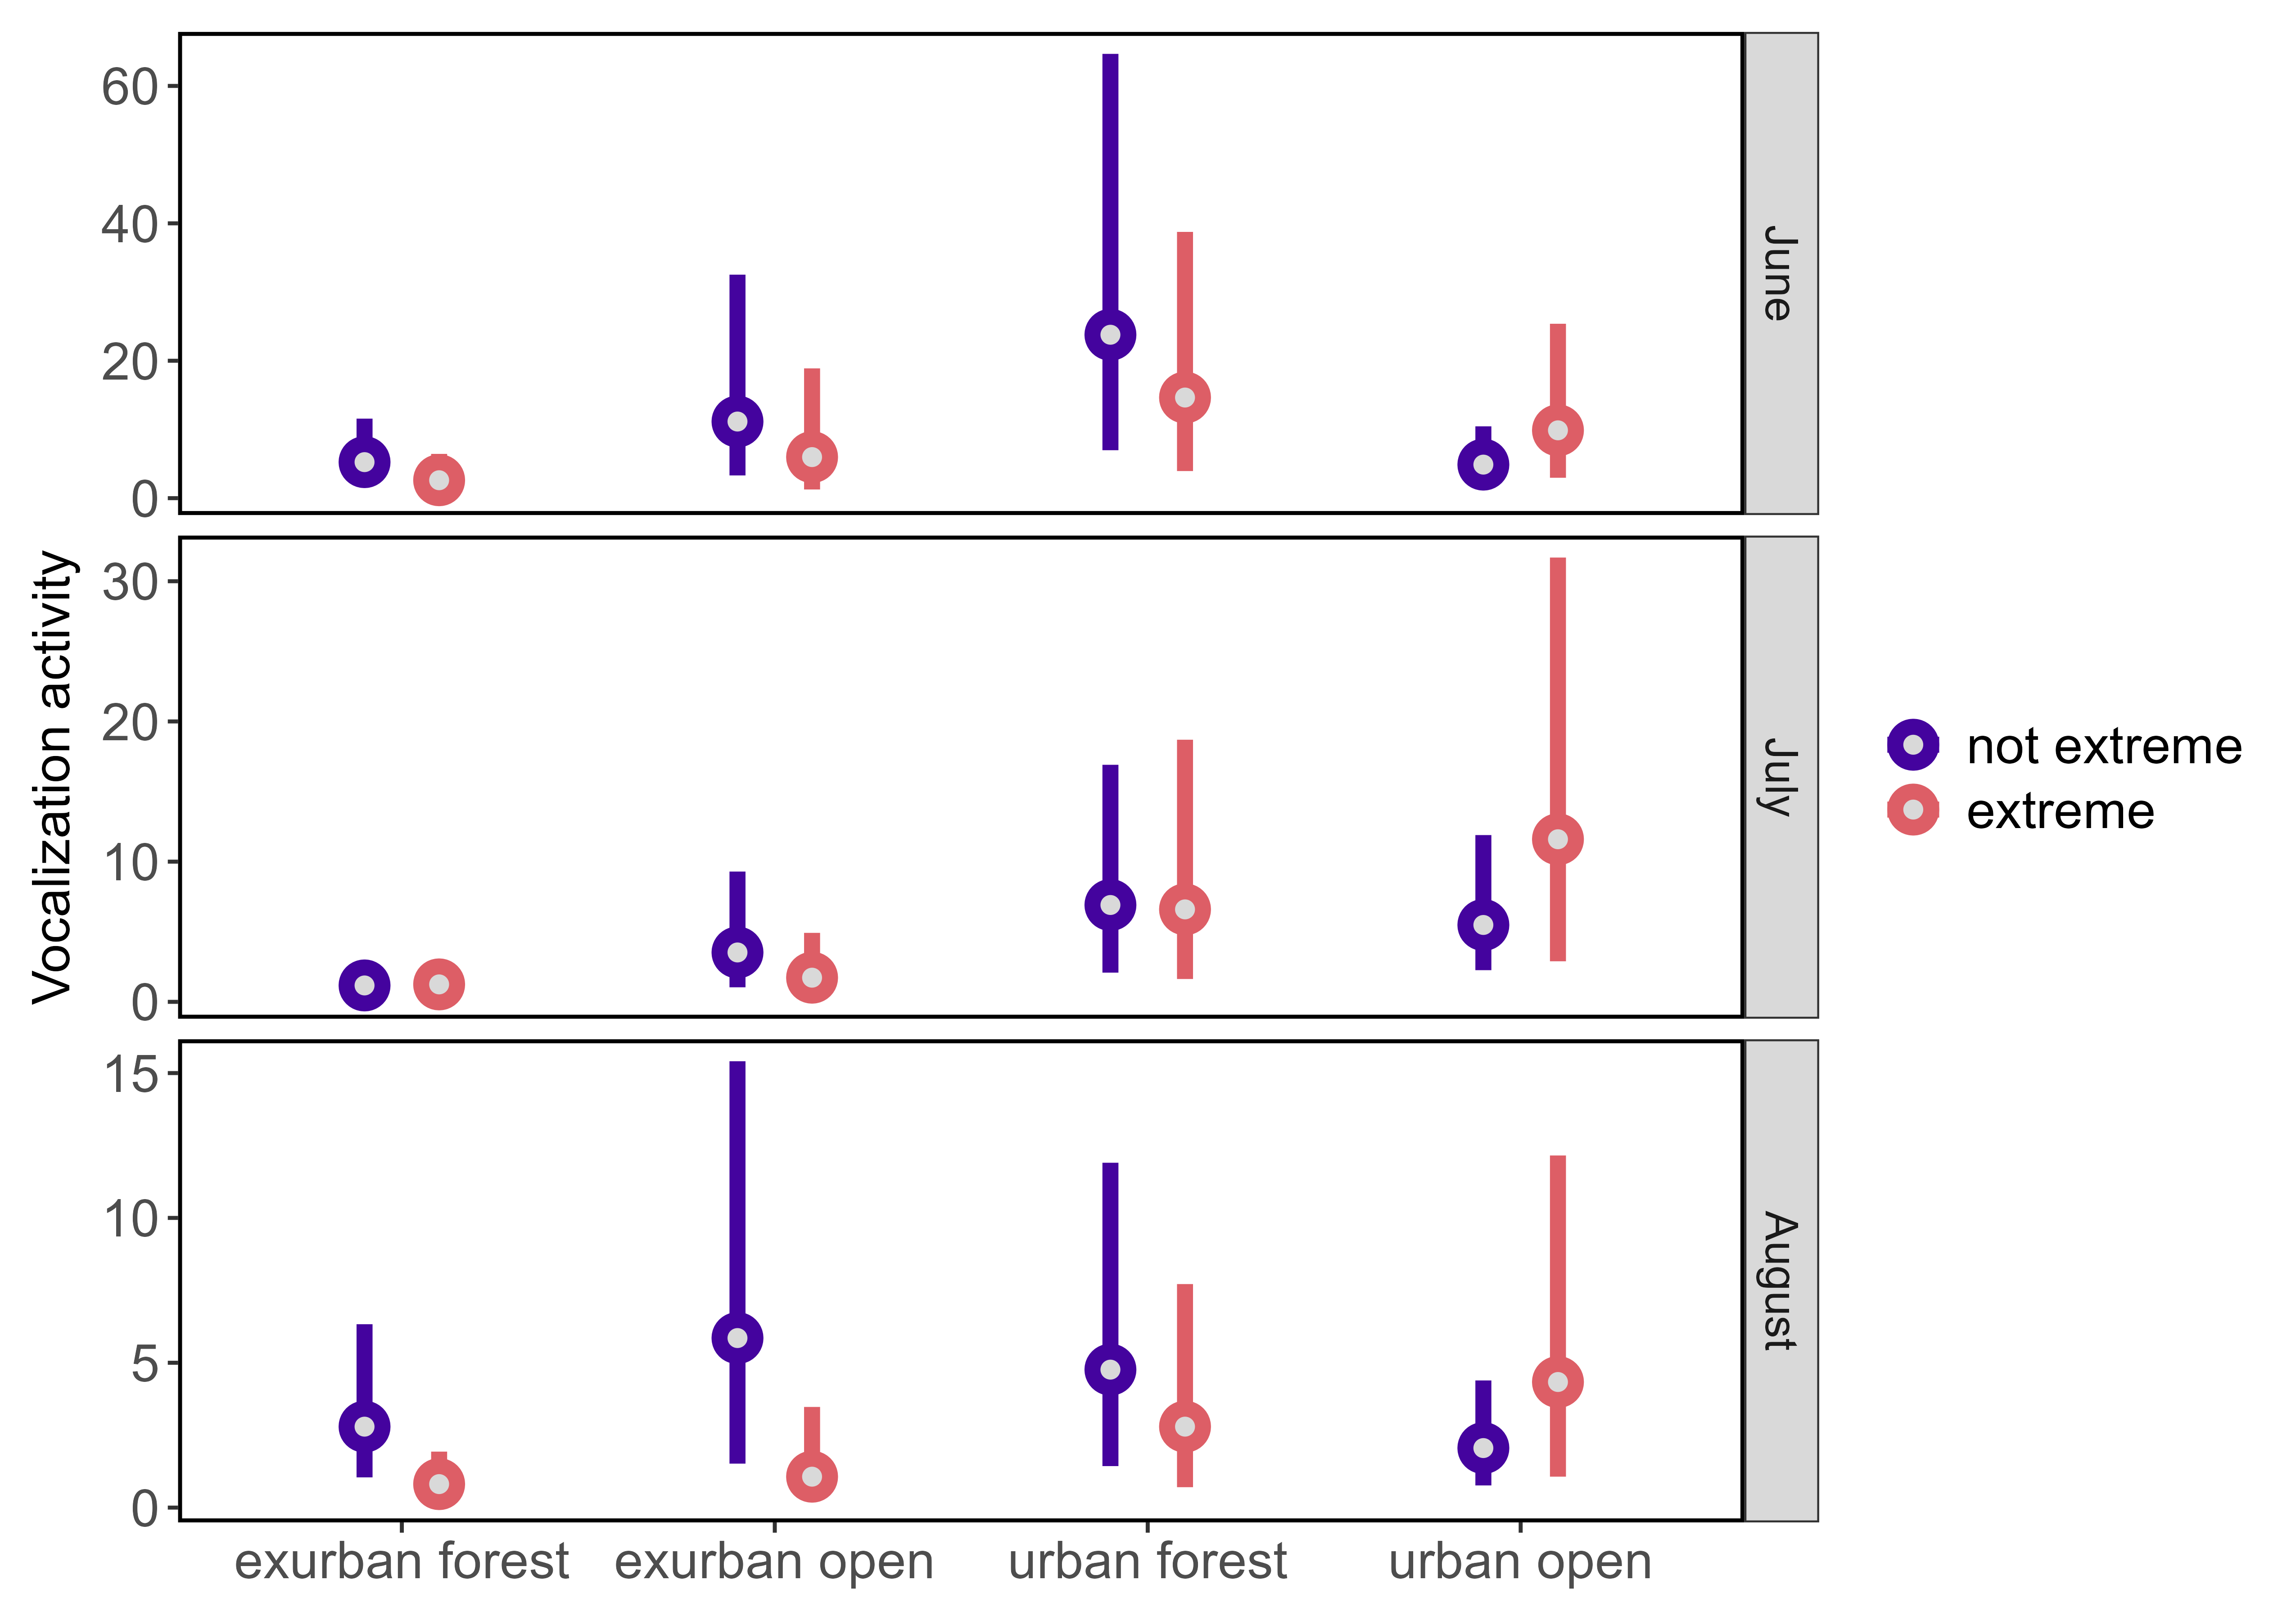 Vocalization activity
60
40
20
0
June
30
20
10
0
July
15
10
5
0
August
exurban forest
exurban open
urban forest
urban open
not extreme
extreme